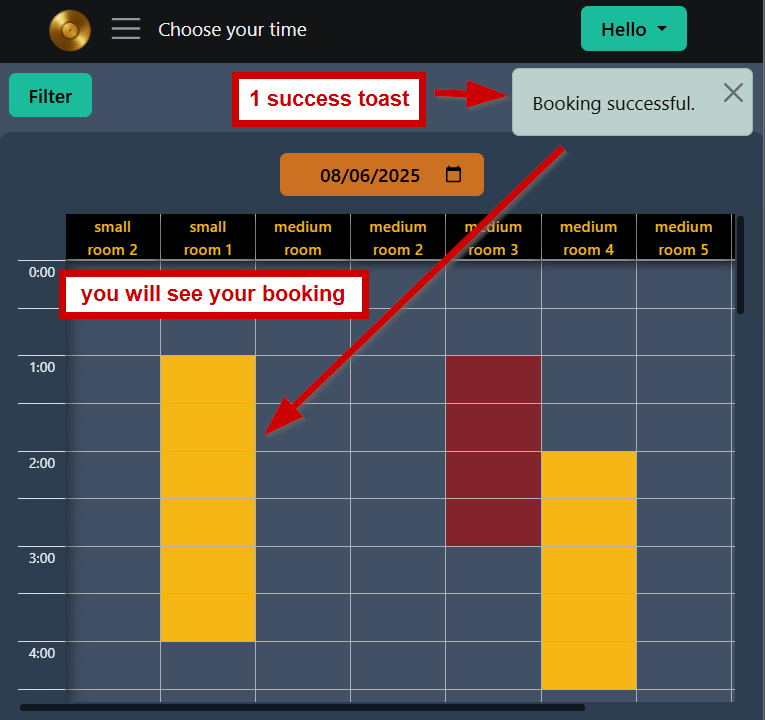 Choose your time
Hello
Filter
1 success toast
Booking successful.
08/06/2025
small room 2
small room 1
medium room
medium room 2
medium room 3
medium room 4
medium room 5
0:00
you will see your booking
1:00
2:00
3:00
4:00